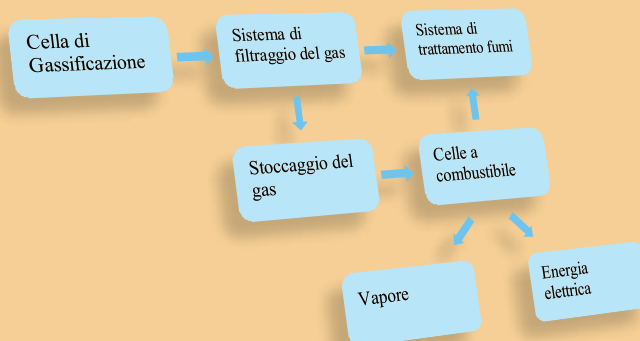 Cella di
Gassificazione
Sistema di
filtraggio del gas
Sistema di
trattamento fumi
Stoccaggio del
gas
Celle a
combustibile
Vapore
Energia
elettrica